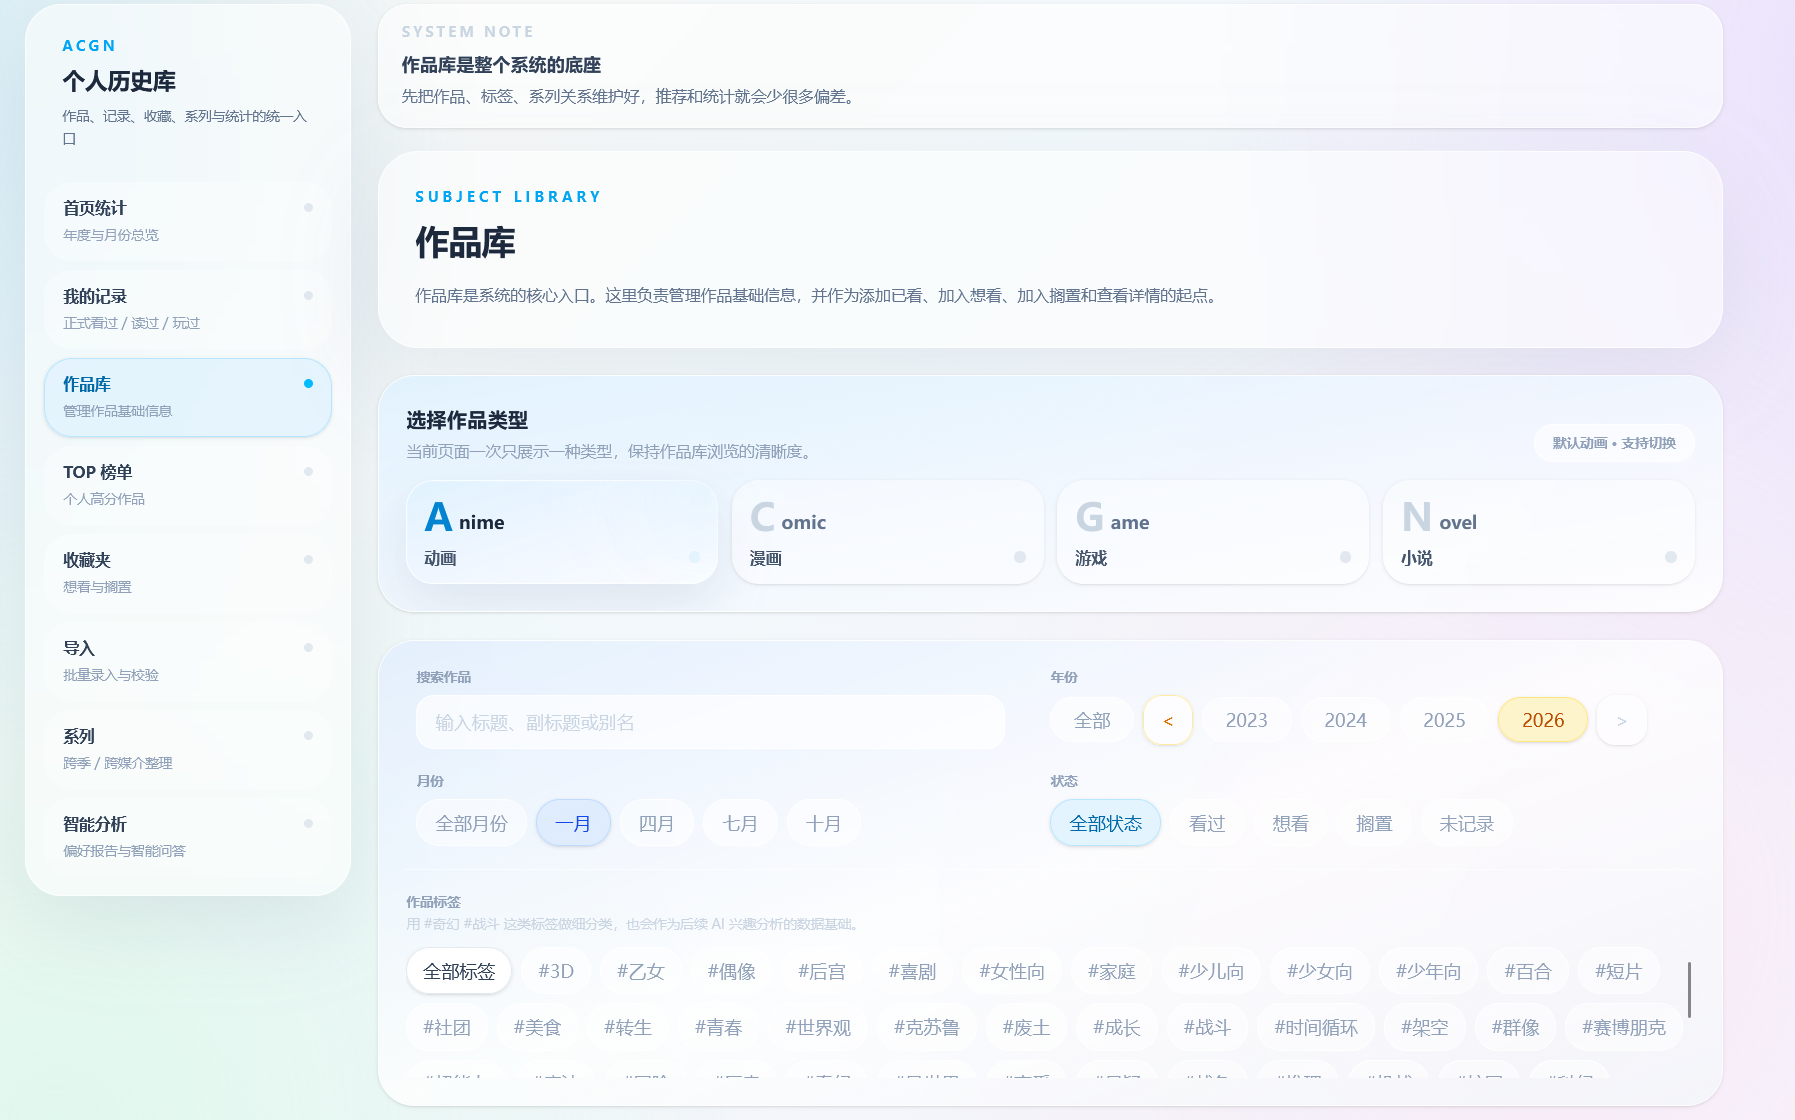 ACGN
个人历史库
作品、记录、收藏、系列与统计的统一入
口
首页统计
年度与月份总览
我的记录
正式看过 / 读过 / 玩过
作品库
管理作品基础信息
TOP 榜单
个人高分作品
收藏夹
想看与搁置
导入
批量录入与校验
系列
跨季 / 跨媒介整理
智能分析
偏好报告与智能问答
SYSTEM NOTE
作品库是整个系统的底座
先把作品、标签、系列关系维护好，推荐和统计就会少很多偏差。
SUBJECT LIBRARY
作品库
作品库是系统的核心入口。这里负责管理作品基础信息，并作为添加已看、加入想看、加入搁置和查看详情的起点。
选择作品类型
当前页面一次只展示一种类型，保持作品库浏览的清晰度。
默认动画 • 支持切换
Anime
动画
Comic
漫画
Game
游戏
Novel
小说
搜索作品
输入标题、副标题或别名
年份
全部 < 2023 2024 2025 2026 >
月份
全部月份 一月 四月 七月 十月
状态
全部状态 看过 想看 搁置 未记录
作品标签
用 #奇幻 #战斗 这类标签做细分类，也会作为后续 AI 兴趣分析的数据基础。
全部标签 #3D #乙女 #偶像 #后宫 #喜剧 #女性向 #家庭 #少儿向 #少女向 #少年向 #百合 #短片
#社团 #美食 #转生 #青春 #世界观 #克苏鲁 #废土 #成长 #战斗 #时间循环 #架空 #群像 #赛博朋克